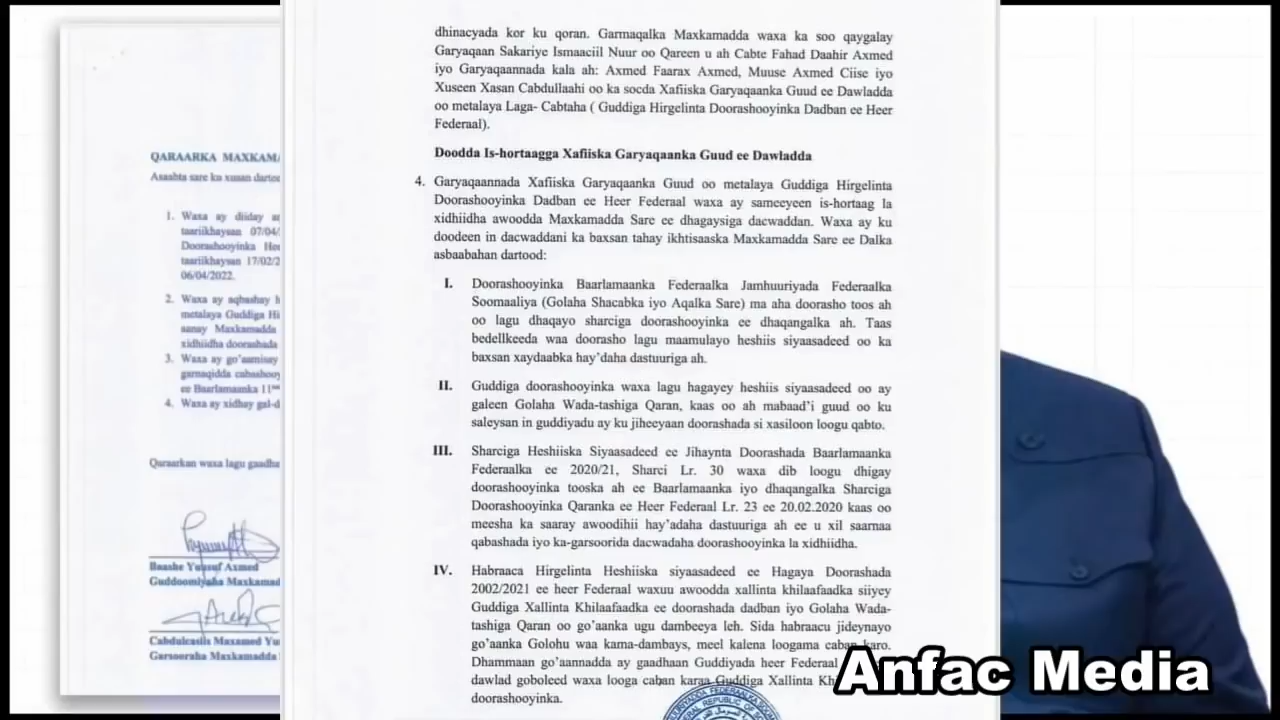 QARAARKA MAXKAMA
Asaabta sare ku xusan dartoo
1. Waxa ay diiday
taariikhaysan 07/04/
Doorashooyinka
taariikhaysan 17/02/2
06/04/2022.
2. Waxa ay aqbashay
metalaya Guddiga Hi
sanay Maxkamadda
xidhiidha doorashada
3. Waxa ay go'aamisay
garnaqidda cabashooy
ee Baarlamaanka 11
4. Waxa ay xidhay gal-d
Qaraarkan waxa lagu gaadha
Baashe Yuusuf Axmed
Guddoomiyaha Maxkamad
Cabdulcasiis Maxamed Yu
Garsooraha Maxkamadda
dhinacyada kor ku qoran. Garmaqalka Maxkamadda waxa ka soo qaygalay
Garyaqaan Sakariye Ismaaciil Nuur oo Qareen u ah Cabte Fahad Daahir Axmed
iyo Garyaqaannada kala ah: Axmed Faarax Axmed, Muuse Axmed Ciise iyo
Xuseen Xasan Cabdullaahi oo ka socda Xafiiska Garyaqaanka Guud ee Dawladda
oo metalaya Laga- Cabtaha ( Guddiga Hirgelinta Doorashooyinka Dadban ee Heer
Federaal).
Doodda Is-hortaagga Xafiiska Garyaqaanka Guud ee Dawladda
4. Garyaqaannada Xafiiska Garyaqaanka Guud oo metalaya Guddiga Hirgelinta
Doorashooyinka Dadban ee Heer Federaal waxa ay sameeyeen is-hortaag la
xidhiidha awoodda Maxkamadda Sare ee dhagaysiga dacwaddan. Waxa ay ku
doodeen in dacwaddani ka baxsan tahay ikhtisaaska Maxkamadda Sare ee Dalka
asbaabahan dartood:
I. Doorashooyinka Baarlamaanka Federaalka Jamhuuriyada Federaalka
Soomaaliya (Golaha Shacabka iyo Aqalka Sare) ma aha doorasho toos ah
oo lagu dhaqayo sharciga doorashooyinka ee dhaqangalka ah. Taas
bedellkeeda waa doorasho lagu maamulayo heshiis siyaasadeed oo ka
baxsan xaydaabka hay'daha dastuuriga ah.
II. Guddiga doorashooyinka waxa lagu hagayey heshiis siyaasadeed oo ay
galeen Golaha Wada-tashiga Qaran, kaas oo ah mabaad'i guud oo ku
saleysan in guddiyadu ay ku jiheeyaan doorashada si xasiloon loogu qabto.
III. Sharciga Heshiiska Siyaasadeed ee Jihaynta Doorashada Baarlamaanka
Federaalka ee 2020/21, Sharci Lr. 30 waxa dib loogu dhigay
doorashooyinka tooska ah ee Baarlamaanka iyo dhaqangalka Sharciga
Doorashooyinka Qaranka ee Heer Federaal Lr. 23 ee 20.02.2020 kaas oo
meesha ka saaray awoodihii hay'adaha dastuuriga ah ee u xil saarnaa
qabashada iyo ka-garsoorida dacwadaha doorashooyinka la xidhiidha.
IV. Habraaca Hirgelinta Heshiiska siyaasadeed ee Hagaya Doorashada
2002/2021 ee heer Federaal waxuu awoodda xallinta khilaafaadka siiyey
Guddiga Xallinta Khilaafaadka ee doorashada dadban iyo Golaha Wada-
tashiga Qaran oo go'aanka ugu dambeeya leh. Sida habraacu jideynayo
go'aanka Golohu waa kama-dambays, meel kalena loogama caban karo.
Dhammaan go'aannadda ay gaadhaan Guddiyada heer Federaal
dawlad goboleed waxa looga caban karaa Guddiga Xallinta Kh
doorashooyinka.
Anfac Media